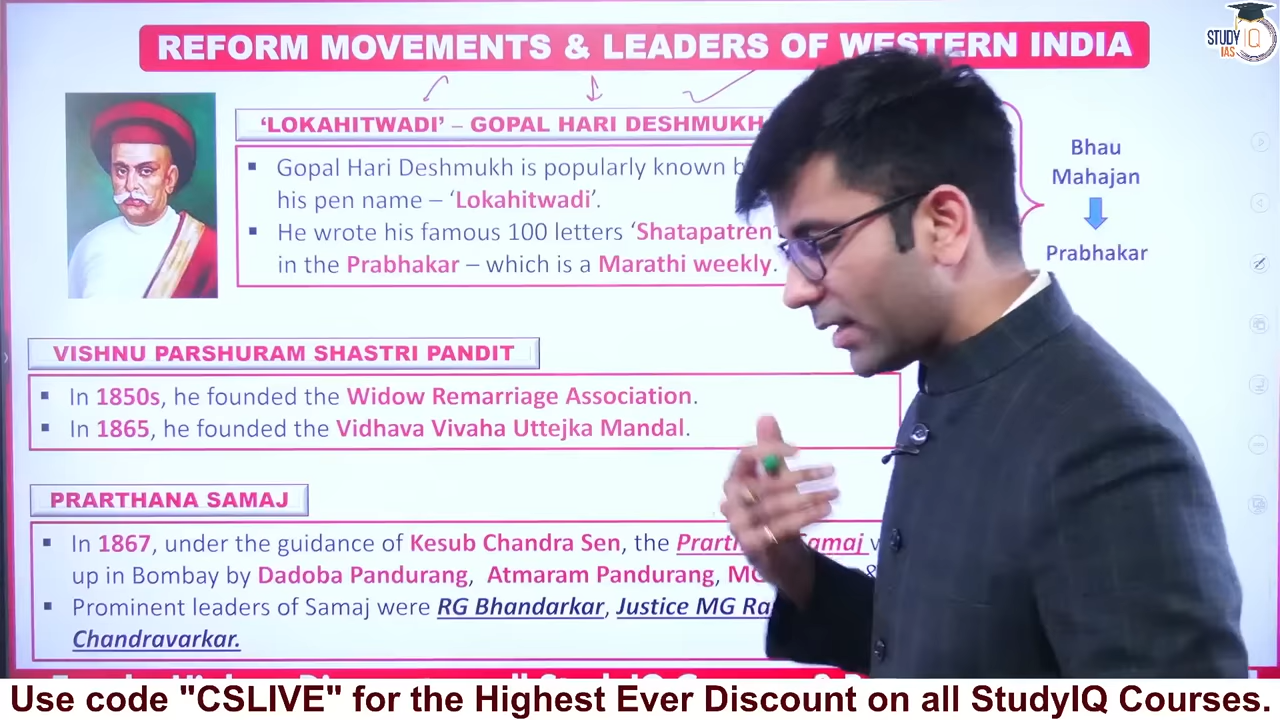 REFORM MOVEMENTS & LEADERS OF WESTERN INDIA
STUDY IQ
IAS
'LOKAHITWADI' – GOPAL HARI DESHMUKH
Gopal Hari Deshmukh is popularly known
his pen name – 'Lokahitwadi'.
He wrote his famous 100 letters 'Shatapatren
in the Prabhakar – which is a Marathi weekly.
Bhau
Mahajan
Prabhakar
VISHNU PARSHURAM SHASTRI PANDIT
In 1850s, he founded the Widow Remarriage Association.
In 1865, he founded the Vidhava Vivaha Uttejka Mandal.
PRARTHANA SAMAJ
In 1867, under the guidance of Kesub Chandra Sen, the Samaj
up in Bombay by Dadoba Pandurang, Atmaram Pandurang, &
Prominent leaders of Samaj were RG Bhandarkar, Justice MG
Chandravarkar.
Use code "CSLIVE" for the Highest Ever Discount on all StudyIQ Courses.